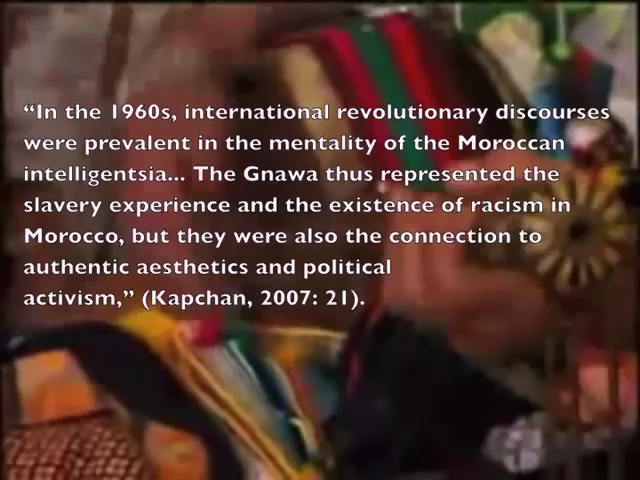 “In the 1960s, international revolutionary discourses
were prevalent in the mentality of the Moroccan
intelligentsia... The Gnawa thus represented the
slavery experience and the existence of racism in
Morocco, but they were also the connection to
authentic aesthetics and political
activism,” (Kapchan, 2007: 21).